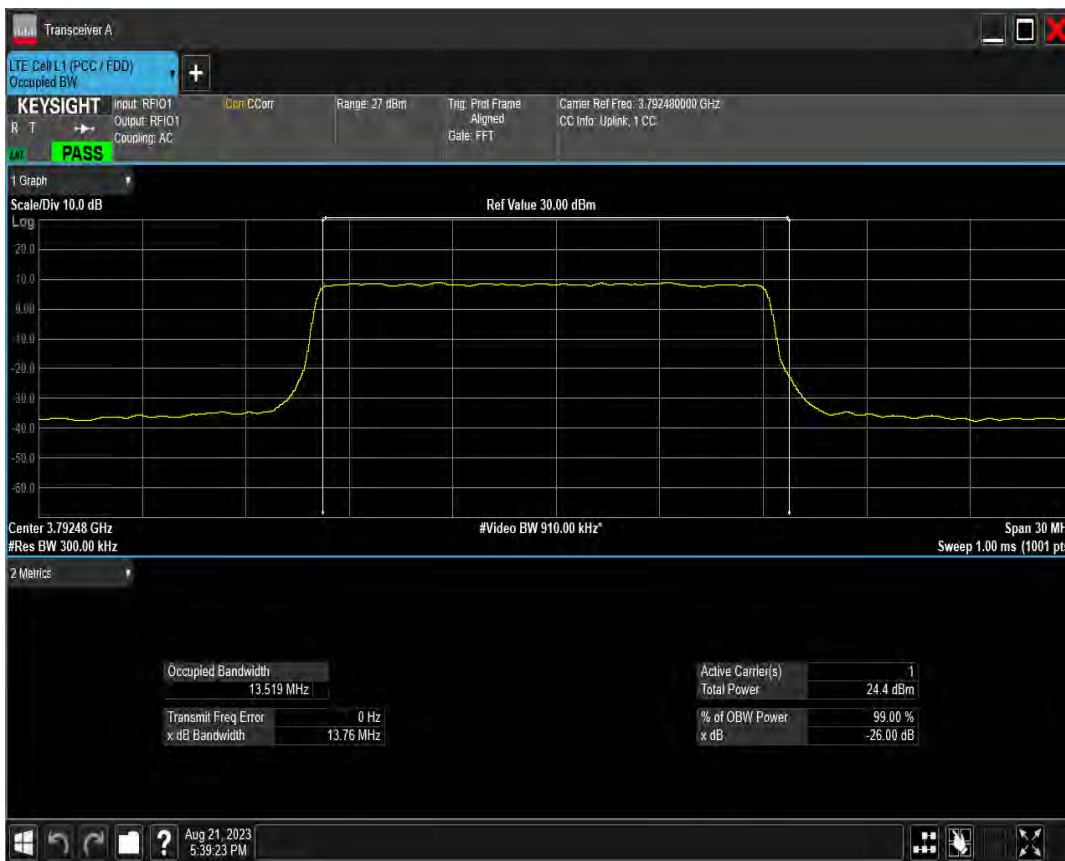 Transceiver A
LTE Cell L1 (PCC / FDD)
Occupied BW
+
KEYSIGHT
R T
PASS
Input: RFIO1
Output: RFIO1
Coupling: AC
Corr CCorr
Range: 27 dBm
Trig: Prot Frame
Aligned
Gate: FFT
Carrier Ref Freq: 3.792480000 GHz
CC Info: Uplink, 1 CC
1 Graph
Scale/Div 10.0 dB
Ref Value 30.00 dBm
Log
20.0
10.0
0.00
-10.0
-20.0
-30.0
-40.0
-50.0
-60.0
Center 3.79248 GHz
#Video BW 910.00 kHz*
Span 30 MH
#Res BW 300.00 kHz
Sweep 1.00 ms (1001 pts
2 Metrics
Occupied Bandwidth
13.519 MHz
Transmit Freq Error 0 Hz
x dB Bandwidth 13.76 MHz
Active Carrier(s) 1
Total Power 24.4 dBm
% of OBW Power 99.00 %
x dB -26.00 dB
?
Aug 21, 2023
5:39:23 PM